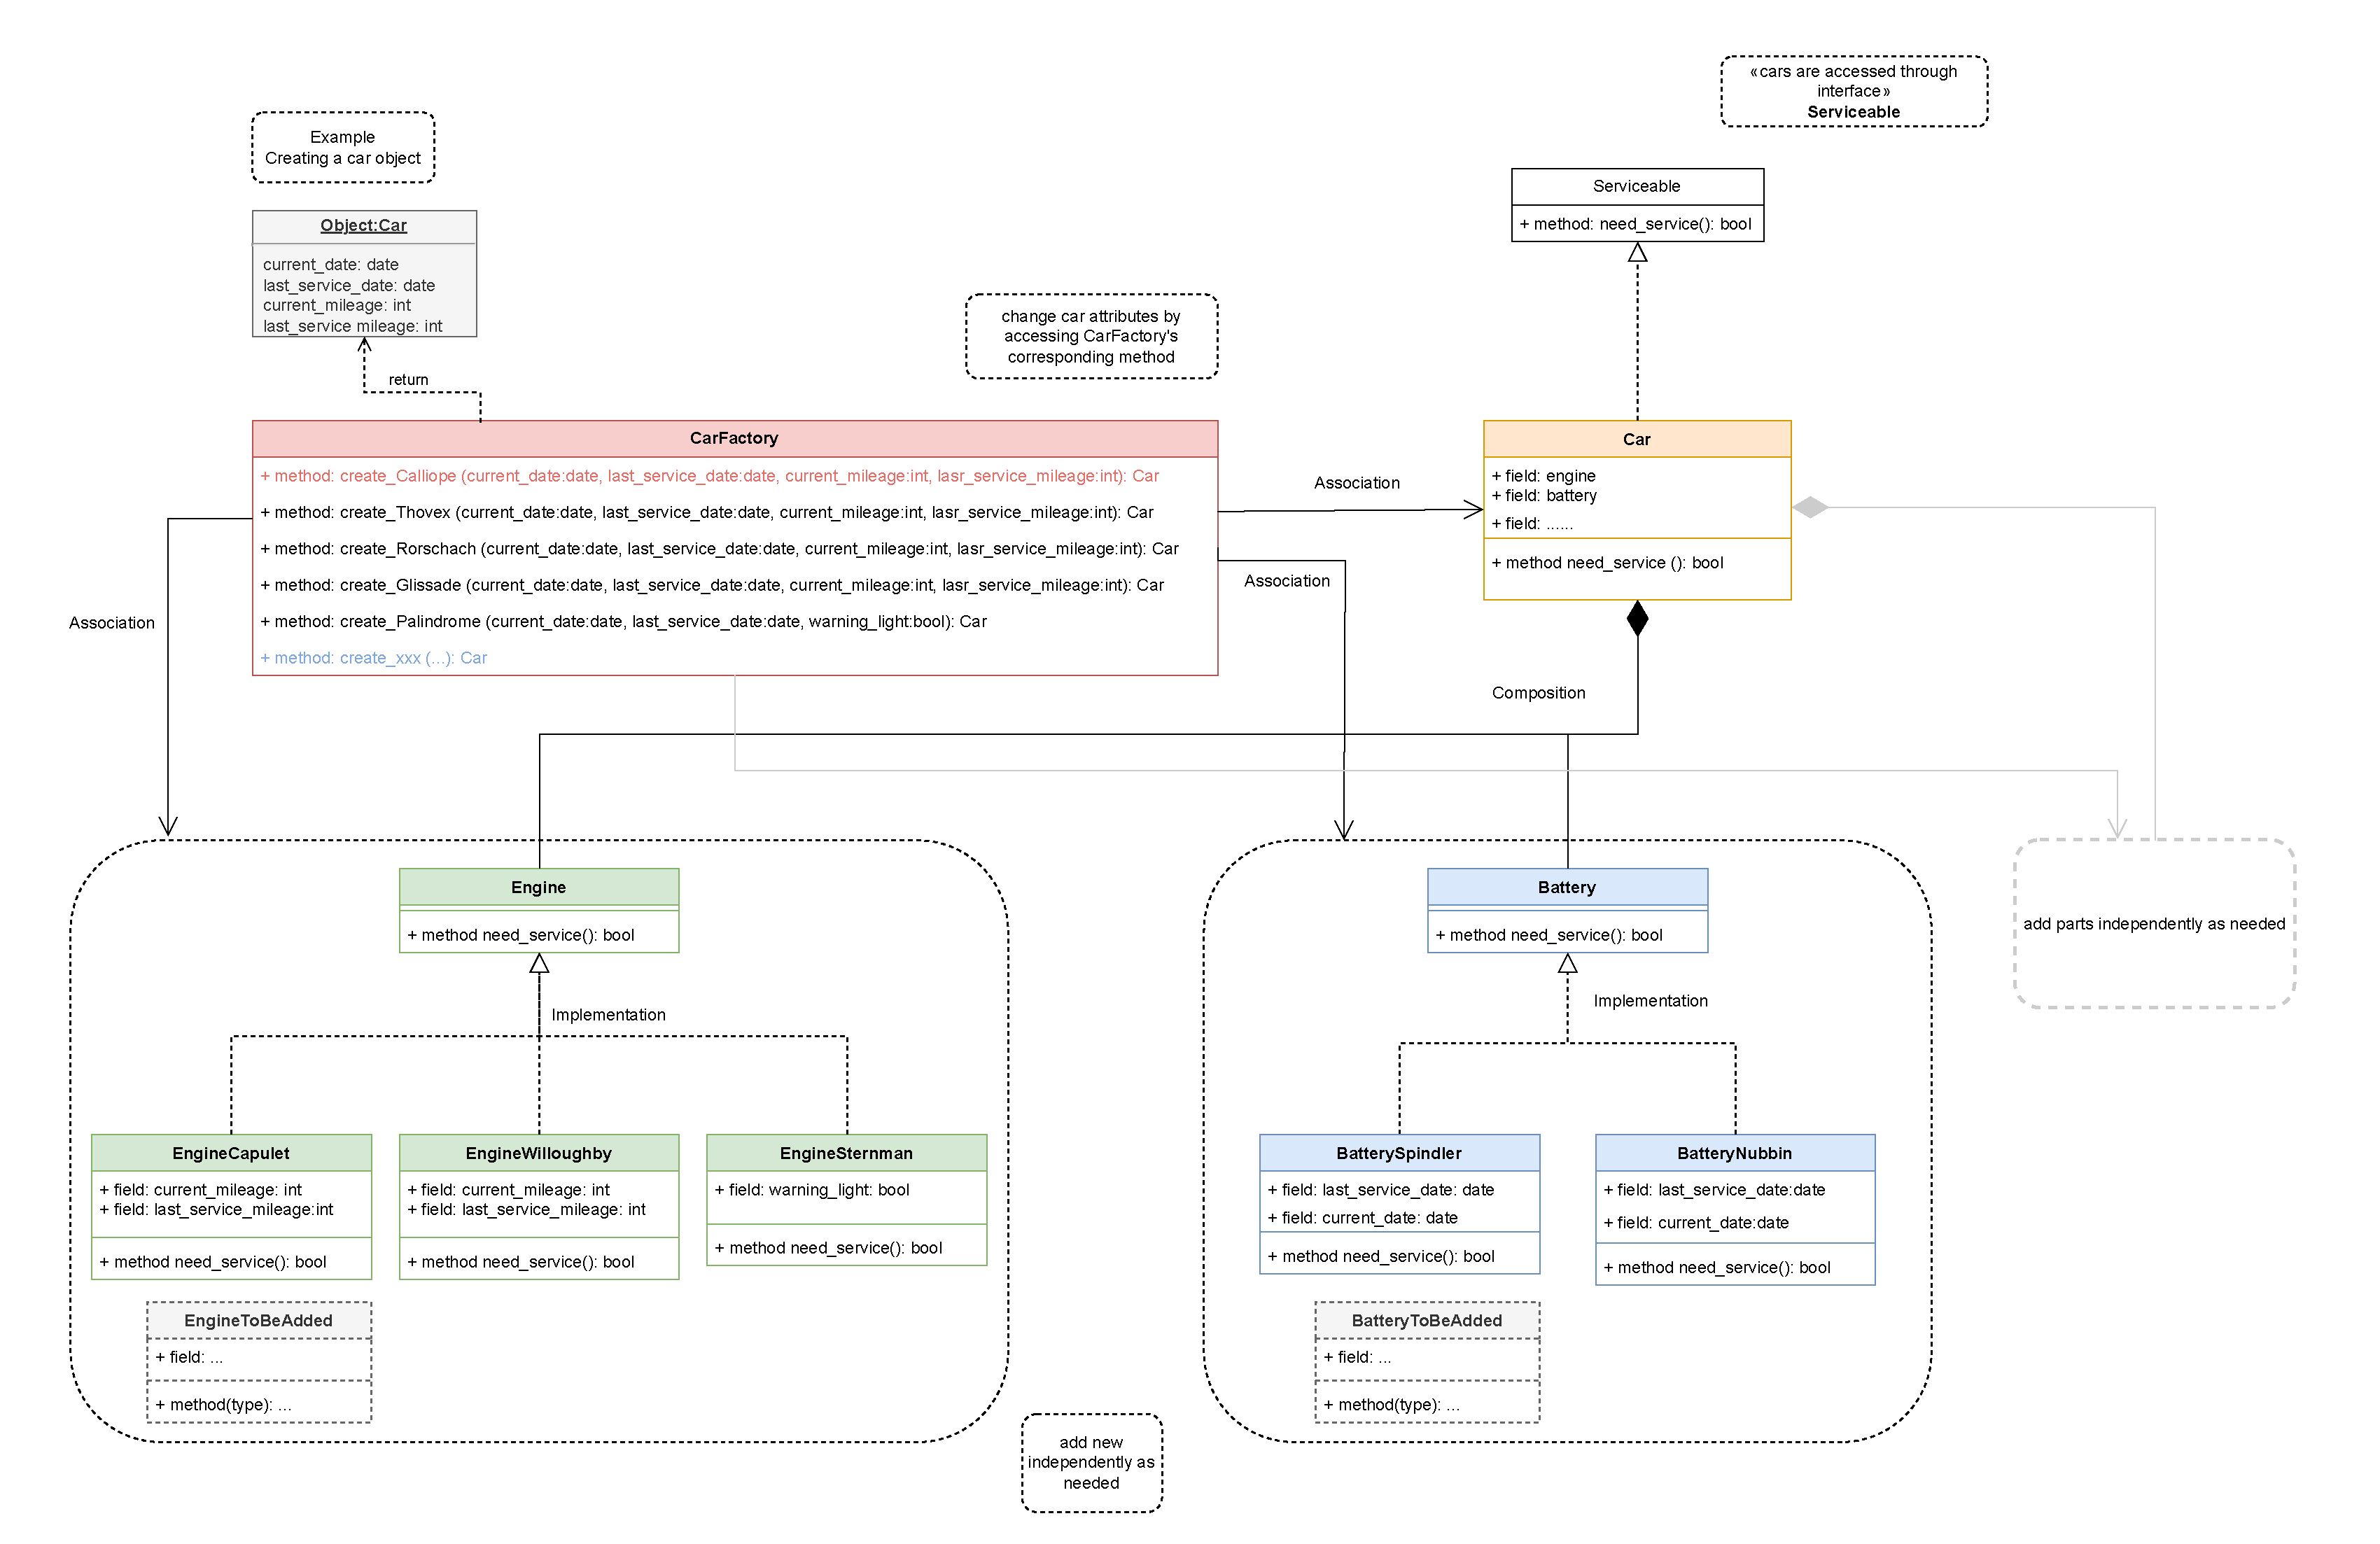 «cars are accessed through
interface»
Serviceable
Example
Creating a car object
Serviceable
+ method: need_service(): bool
Object:Car
current_date: date
last_service_date: date
current_mileage: int
last_service mileage: int
change car attributes by
accessing CarFactory's
corresponding method
return
CarFactory
+ method: create_Calliope (current_date:date, last_service_date:date, current_mileage:int, lasr_service_mileage:int): Car
+ method: create_Thovex (current_date:date, last_service_date:date, current_mileage:int, lasr_service_mileage:int): Car
+ method: create_Rorschach (current_date:date, last_service_date:date, current_mileage:int, lasr_service_mileage:int): Car
+ method: create_Glissade (current_date:date, last_service_date:date, current_mileage:int, lasr_service_mileage:int): Car
+ method: create_Palindrome (current_date:date, last_service_date:date, warning_light:bool): Car
+ method: create_xxx (...): Car
Association
Association
Association
Car
+ field: engine
+ field: battery
+ field: ......
+ method need_service (): bool
Composition
Engine
+ method need_service(): bool
Implementation
EngineCapulet
+ field: current_mileage: int
+ field: last_service_mileage:int
+ method need_service(): bool
EngineWilloughby
+ field: current_mileage: int
+ field: last_service_mileage: int
+ method need_service(): bool
EngineSternman
+ field: warning_light: bool
+ method need_service(): bool
EngineToBeAdded
+ field: ...
+ method(type): ...
Battery
+ method need_service(): bool
Implementation
BatterySpindler
+ field: last_service_date: date
+ field: current_date: date
+ method need_service(): bool
BatteryNubbin
+ field: last_service_date:date
+ field: current_date:date
+ method need_service(): bool
BatteryToBeAdded
+ field: ...
+ method(type): ...
add parts independently as needed
add new
independently as
needed